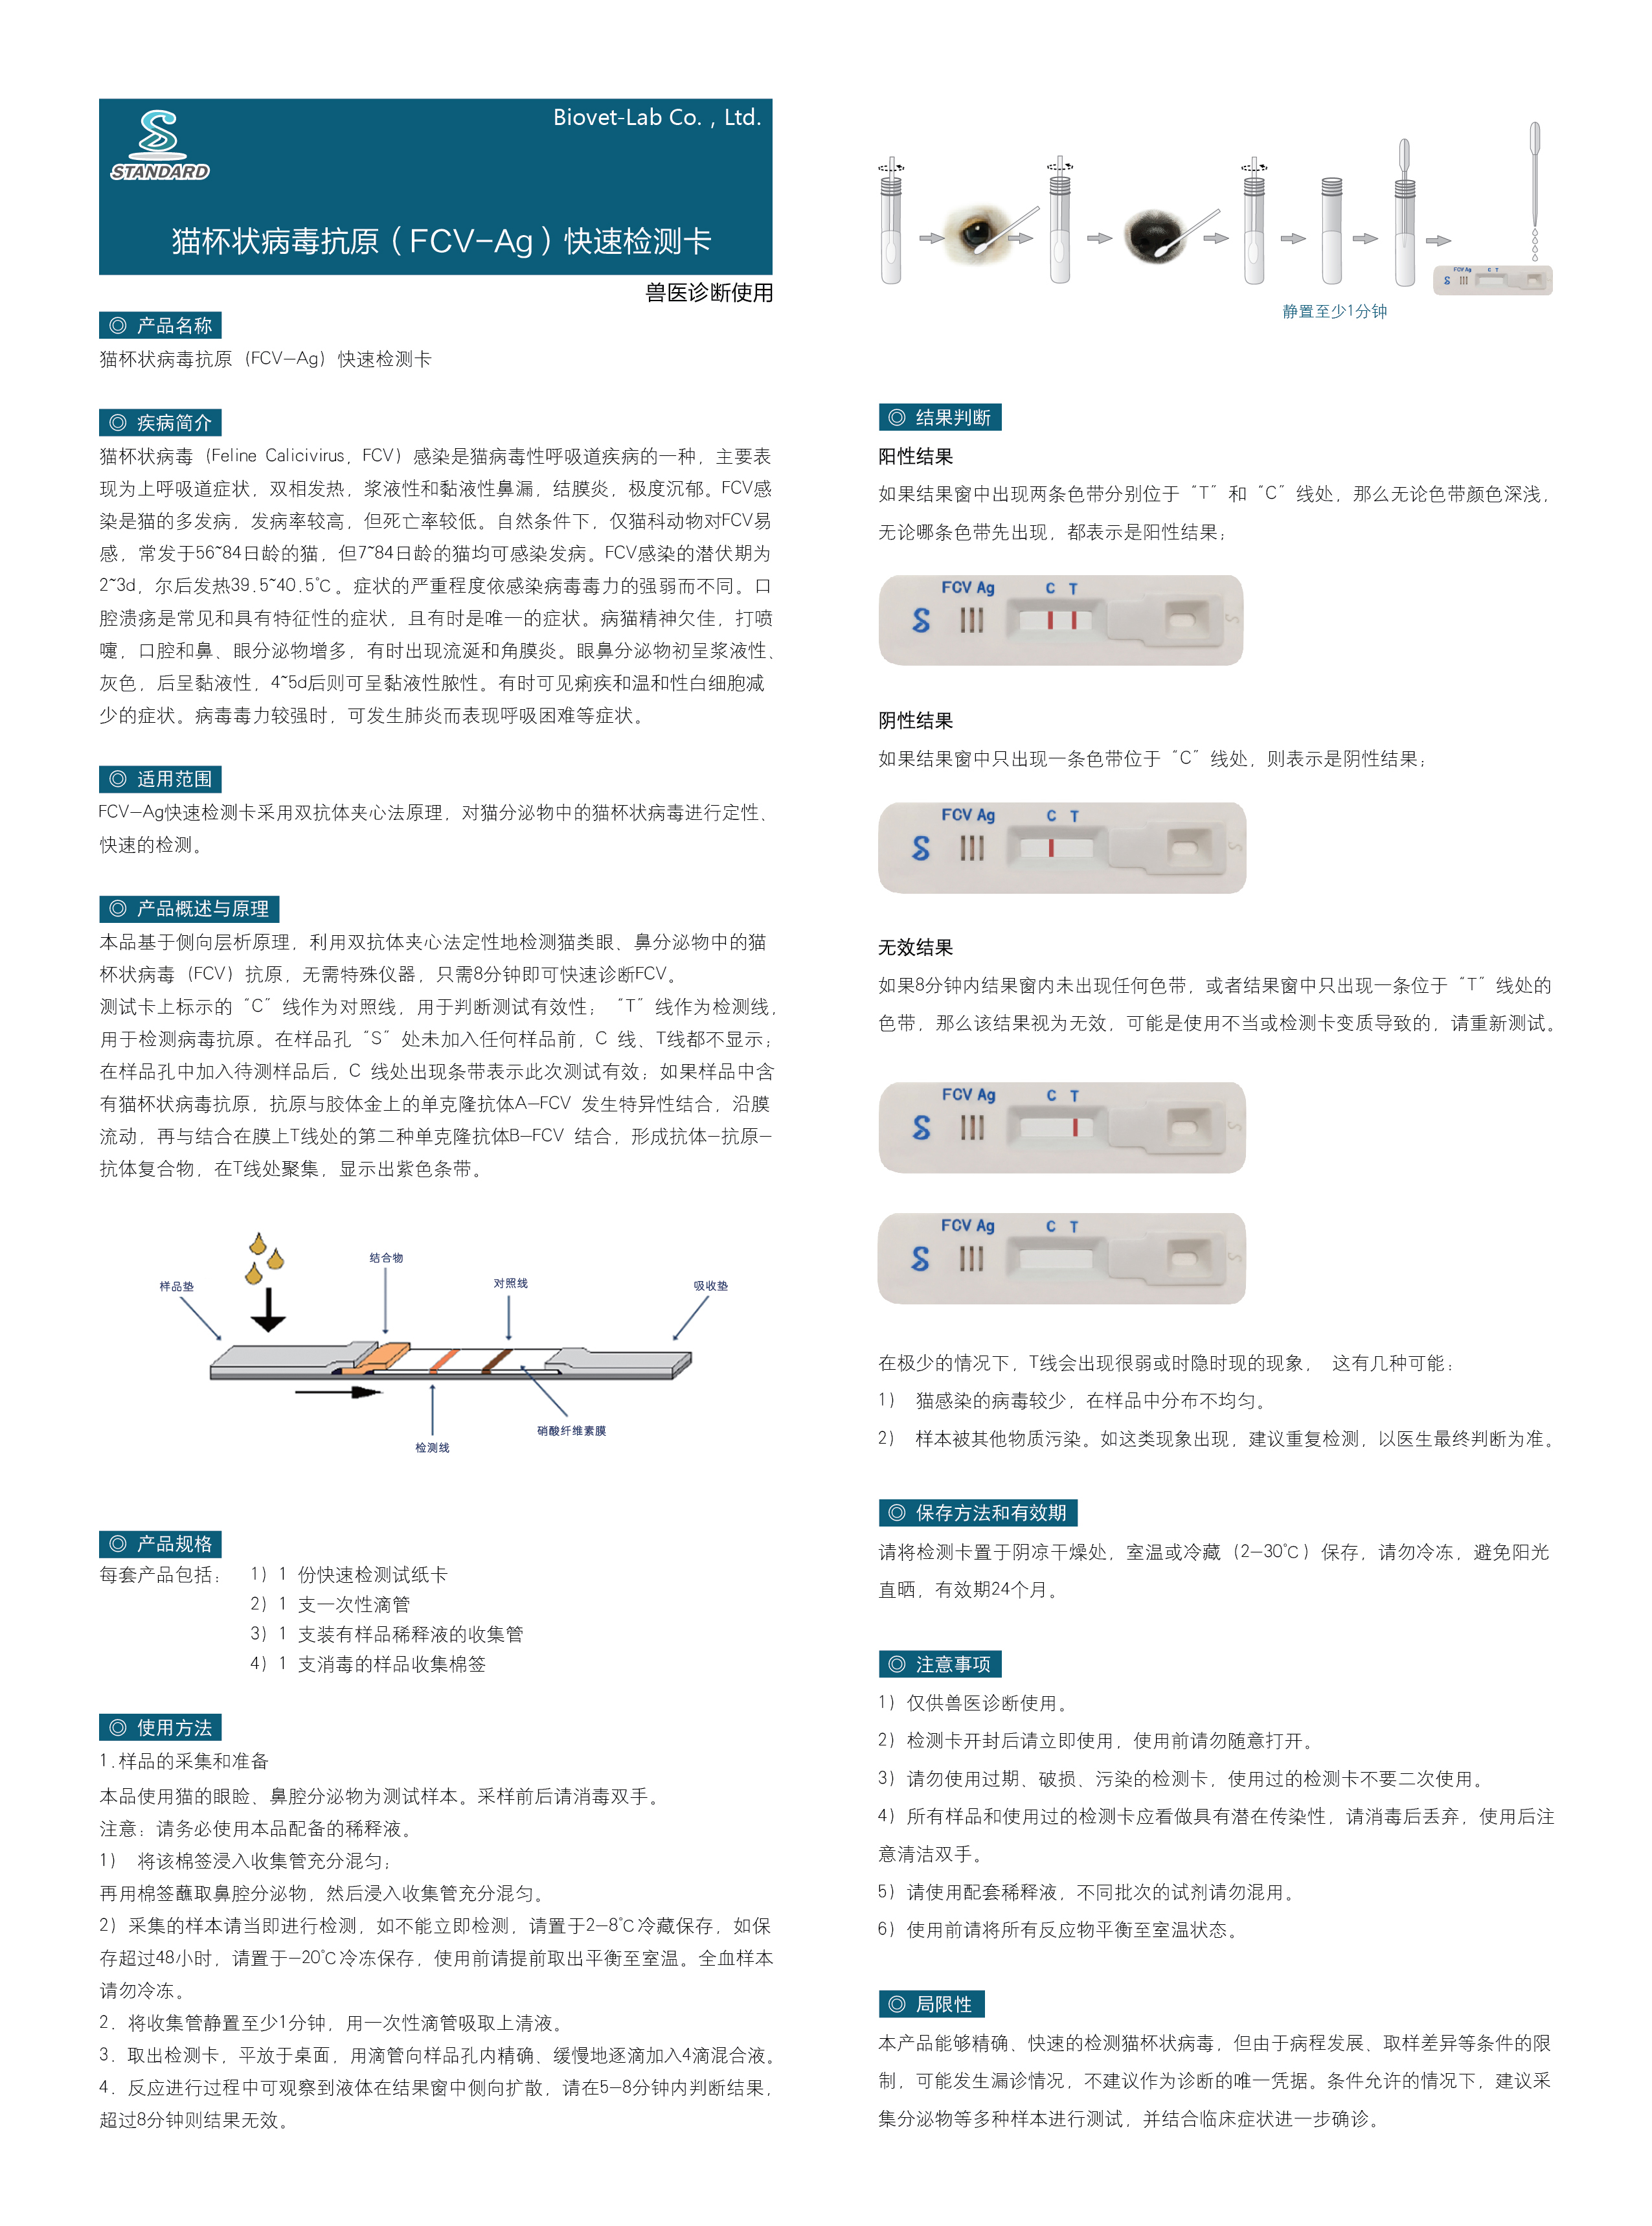 Biovet-Lab Co. , Ltd.
STANDARD
猫杯状病毒抗原（FCV-Ag）快速检测卡
兽医诊断使用
◎ 产品名称
猫杯状病毒抗原（FCV-Ag）快速检测卡
◎ 疾病简介
猫杯状病毒（Feline Calicivirus，FCV）感染是猫病毒性呼吸道疾病的一种，主要表
现为上呼吸道症状，双相发热，浆液性和黏液性鼻漏，结膜炎，极度沉郁。FCV感
染是猫的多发病，发病率较高，但死亡率较低。自然条件下，仅猫科动物对FCV易
感，常发于56~84日龄的猫，但7~84日龄的猫均可感染发病。FCV感染的潜伏期为
2~3d，尔后发热39.5~40.5℃。症状的严重程度依感染病毒毒力的强弱而不同。口
腔溃疡是常见和具有特征性的症状，且有时是唯一的症状。病猫精神欠佳，打喷
嚏，口腔和鼻、眼分泌物增多，有时出现流涎和角膜炎。眼鼻分泌物初呈浆液性、
灰色，后呈黏液性，4~5d后则可呈黏液性脓性。有时可见痢疾和温和性白细胞减
少的症状。病毒毒力较强时，可发生肺炎而表现呼吸困难等症状。
◎ 适用范围
FCV-Ag快速检测卡采用双抗体夹心法原理，对猫分泌物中的猫杯状病毒进行定性、
快速的检测。
◎ 产品概述与原理
本品基于侧向层析原理，利用双抗体夹心法定性地检测猫类眼、鼻分泌物中的猫
杯状病毒（FCV）抗原，无需特殊仪器，只需8分钟即可快速诊断FCV。
测试卡上标示的“C”线作为对照线，用于判断测试有效性；“T”线作为检测线，
用于检测病毒抗原。在样品孔“S”处未加入任何样品前，C 线、T线都不显示；
在样品孔中加入待测样品后，C 线处出现条带表示此次测试有效；如果样品中含
有猫杯状病毒抗原，抗原与胶体金上的单克隆抗体A-FCV 发生特异性结合，沿膜
流动，再与结合在膜上T线处的第二种单克隆抗体B-FCV 结合，形成抗体-抗原-
抗体复合物，在T线处聚集，显示出紫色条带。
结合物
样品垫
对照线
吸收垫
硝酸纤维素膜
检测线
◎ 产品规格
每套产品包括： 1）1 份快速检测试纸卡
2）1 支一次性滴管
3）1 支装有样品稀释液的收集管
4）1 支消毒的样品收集棉签
◎ 使用方法
1.样品的采集和准备
本品使用猫的眼睑、鼻腔分泌物为测试样本。采样前后请消毒双手。
注意：请务必使用本品配备的稀释液。
1） 将该棉签浸入收集管充分混匀；
再用棉签蘸取鼻腔分泌物，然后浸入收集管充分混匀。
2）采集的样本请当即进行检测，如不能立即检测，请置于2-8℃冷藏保存，如保
存超过48小时，请置于-20℃冷冻保存，使用前请提前取出平衡至室温。全血样本
请勿冷冻。
2．将收集管静置至少1分钟，用一次性滴管吸取上清液。
3．取出检测卡，平放于桌面，用滴管向样品孔内精确、缓慢地逐滴加入4滴混合液。
4．反应进行过程中可观察到液体在结果窗中侧向扩散，请在5-8分钟内判断结果，
超过8分钟则结果无效。
FCV Ag C T
S
静置至少1分钟
◎ 结果判断
阳性结果
如果结果窗中出现两条色带分别位于“T”和“C”线处，那么无论色带颜色深浅，
无论哪条色带先出现，都表示是阳性结果；
FCV Ag C T
S S
阴性结果
如果结果窗中只出现一条色带位于“C”线处，则表示是阴性结果；
FCV Ag C T
S S
无效结果
如果8分钟内结果窗内未出现任何色带，或者结果窗中只出现一条位于“T”线处的
色带，那么该结果视为无效，可能是使用不当或检测卡变质导致的，请重新测试。
FCV Ag C T
S S
FCV Ag C T
S S
在极少的情况下，T线会出现很弱或时隐时现的现象， 这有几种可能：
1） 猫感染的病毒较少，在样品中分布不均匀。
2） 样本被其他物质污染。如这类现象出现，建议重复检测，以医生最终判断为准。
◎ 保存方法和有效期
请将检测卡置于阴凉干燥处，室温或冷藏（2-30℃）保存，请勿冷冻，避免阳光
直晒，有效期24个月。
◎ 注意事项
1）仅供兽医诊断使用。
2）检测卡开封后请立即使用，使用前请勿随意打开。
3）请勿使用过期、破损、污染的检测卡，使用过的检测卡不要二次使用。
4）所有样品和使用过的检测卡应看做具有潜在传染性，请消毒后丢弃，使用后注
意清洁双手。
5）请使用配套稀释液，不同批次的试剂请勿混用。
6）使用前请将所有反应物平衡至室温状态。
◎ 局限性
本产品能够精确、快速的检测猫杯状病毒，但由于病程发展、取样差异等条件的限
制，可能发生漏诊情况，不建议作为诊断的唯一凭据。条件允许的情况下，建议采
集分泌物等多种样本进行测试，并结合临床症状进一步确诊。